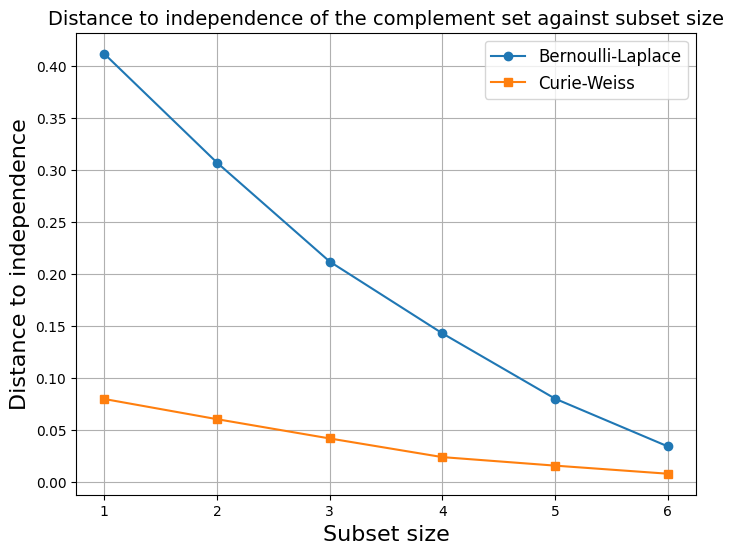 Distance to independence of the complement set against subset size
Bernoulli-Laplace
Curie-Weiss
Distance to independence
0.40
0.35
0.30
0.25
0.20
0.15
0.10
0.05
0.00
1 2 3 4 5 6
Subset size